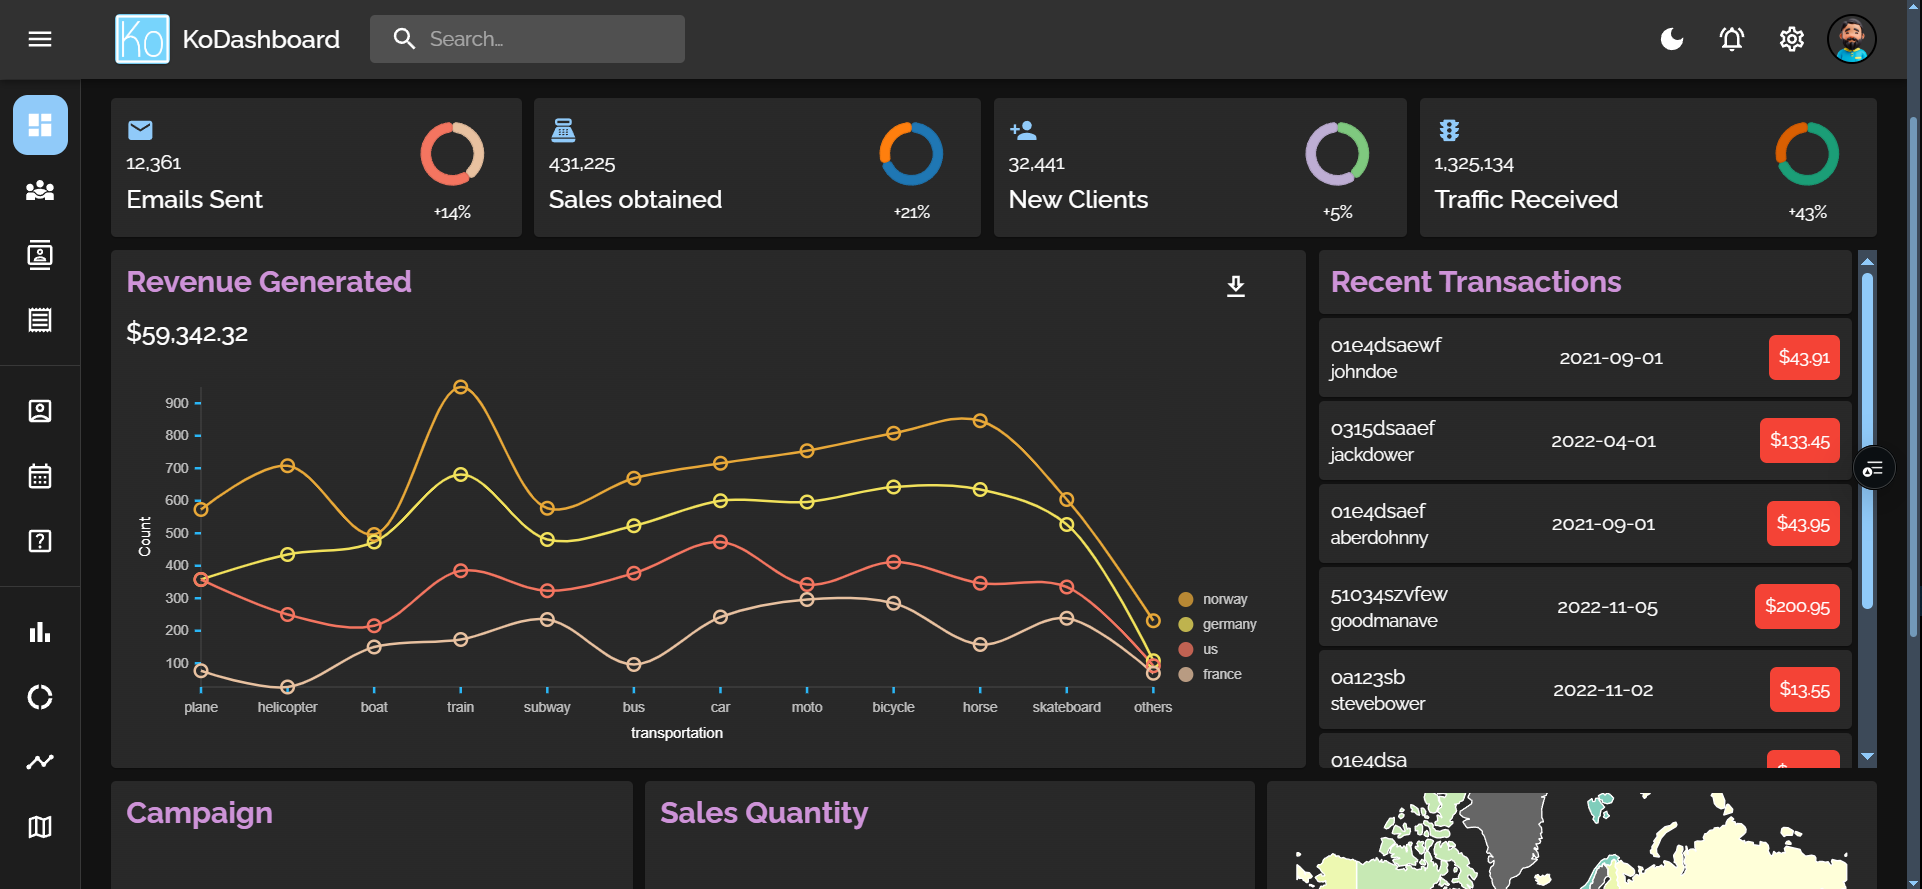 Ko
KoDashboard
Search...
12,361
Emails Sent
+14%
431,225
Sales obtained
+21%
32,441
New Clients
+5%
1,325,134
Traffic Received
+43%
Revenue Generated
$59,342.32
900
800
700
600
500
400
300
200
100
Count
plane
helicopter
boat
train
subway
bus
car
moto
bicycle
horse
skateboard
others
transportation
norway
germany
us
france
Recent Transactions
01e4dsaewf
johndoe
2021-09-01
$43.91
0315dsaaef
jackdower
2022-04-01
$133.45
01e4dsaef
aberdohnny
2021-09-01
$43.95
51034szvfew
goodmanave
2022-11-05
$200.95
0a123sb
stevebower
2022-11-02
$13.55
01e4dsa
Campaign
Sales Quantity